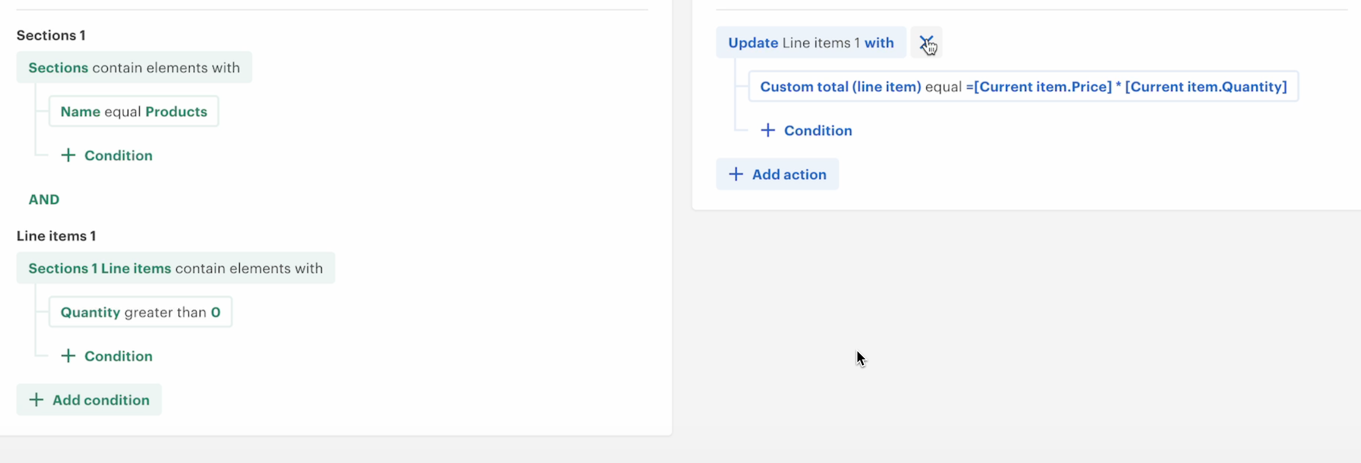 Sections 1
Sections contain elements with
Name equal Products
+ Condition
AND
Line items 1
Sections 1 Line items contain elements with
Quantity greater than 0
+ Condition
+ Add condition
Update Line items 1 with
Custom total (line item) equal =[Current item.Price] * [Current item.Quantity]
+ Condition
+ Add action